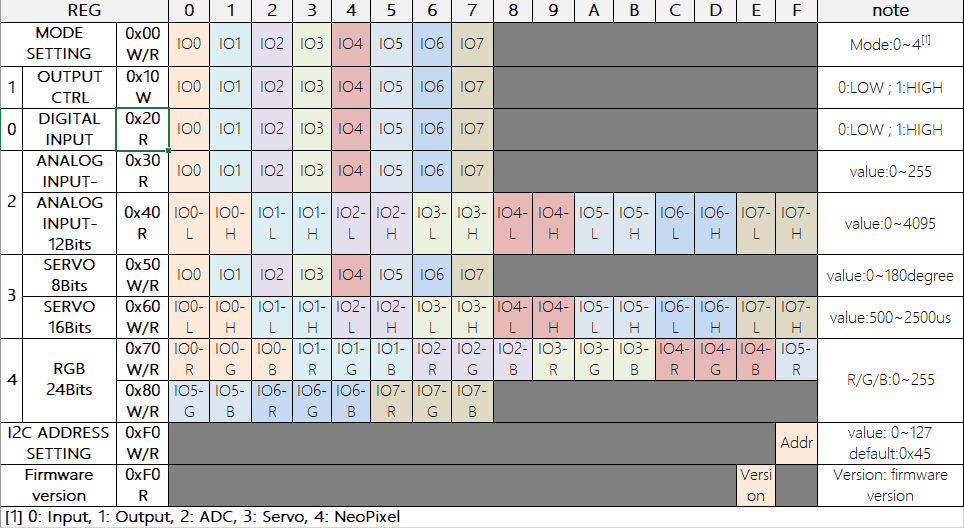 REG 0 1 2 3 4 5 6 7 8 9 A B C D E F note
MODE SETTING 0x00 W/R IO0 IO1 IO2 IO3 IO4 IO5 IO6 IO7 Mode:0~4[1]
1 OUTPUT CTRL 0x10 W IO0 IO1 IO2 IO3 IO4 IO5 IO6 IO7 0:LOW ; 1:HIGH
0 DIGITAL INPUT 0x20 R IO0 IO1 IO2 IO3 IO4 IO5 IO6 IO7 0:LOW ; 1:HIGH
2 ANALOG INPUT- 0x30 R IO0 IO1 IO2 IO3 IO4 IO5 IO6 IO7 value:0~255
ANALOG INPUT-12Bits 0x40 R IO0-L IO0-H IO1-L IO1-H IO2-L IO2-H IO3-L IO3-H IO4-L IO4-H IO5-L IO5-H IO6-L IO6-H IO7-L IO7-H value:0~4095
3 SERVO 8Bits 0x50 W/R IO0 IO1 IO2 IO3 IO4 IO5 IO6 IO7 value:0~180degree
SERVO 16Bits 0x60 W/R IO0-L IO0-H IO1-L IO1-H IO2-L IO2-H IO3-L IO3-H IO4-L IO4-H IO5-L IO5-H IO6-L IO6-H IO7-L IO7-H value:500~2500us
4 RGB 24Bits 0x70 W/R IO0-R IO0-G IO0-B IO1-R IO1-G IO1-B IO2-R IO2-G IO2-B IO3-R IO3-G IO3-B IO4-R IO4-G IO4-B IO5-R R/G/B:0~255
0x80 W/R IO5-G IO5-B IO6-R IO6-G IO6-B IO7-R IO7-G IO7-B
I2C ADDRESS SETTING 0xF0 W/R Addr value: 0~127 default:0x45
Firmware version 0xF0 R Version Version: firmware version
[1] 0: Input, 1: Output, 2: ADC, 3: Servo, 4: NeoPixel